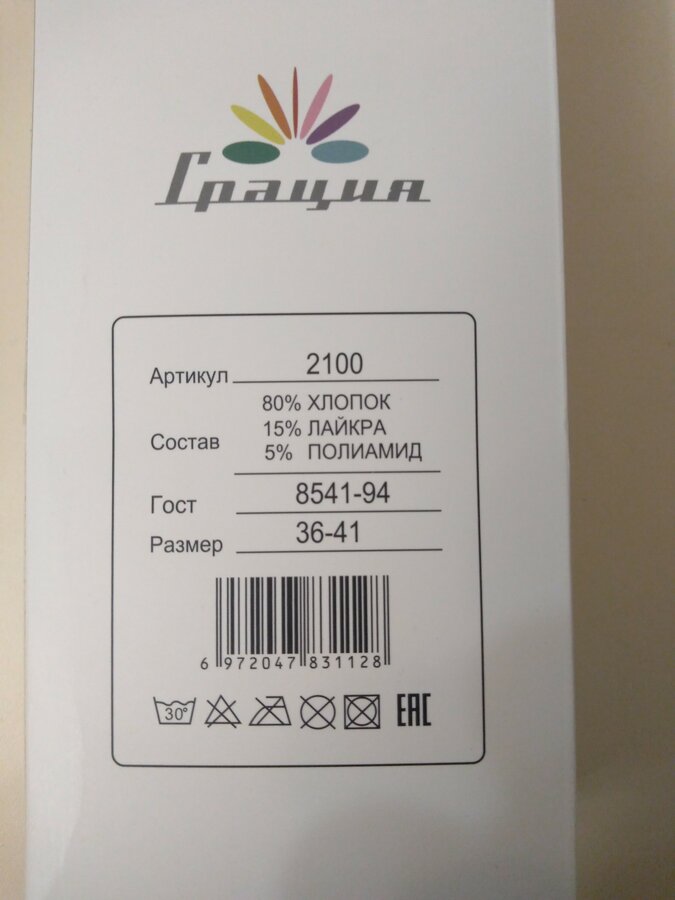 Грация
Артикул 2100
Состав 80% ХЛОПОК
15% ЛАЙКРА
5% ПОЛИАМИД
Гост 8541-94
Размер 36-41
6 972047 831128
30° EAC